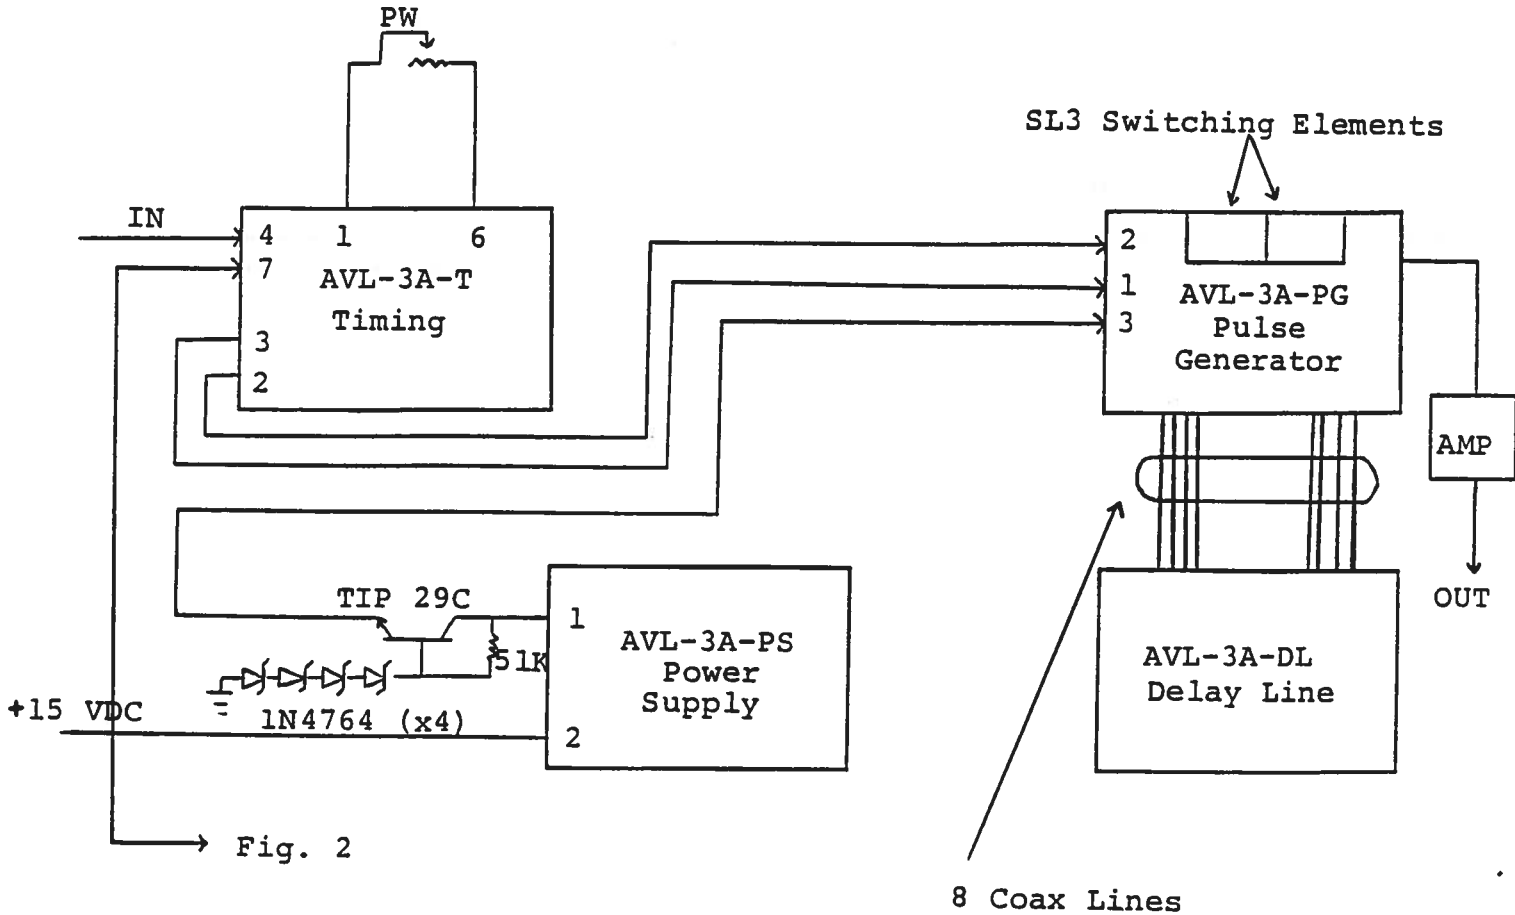 PW
SL3 Switching Elements
IN
4
1
6
7
AVL-3A-T
Timing
3
2
2
1
3
AVL-3A-PG
Pulse
Generator
AMP
OUT
TIP 29C
51K
1N4764 (x4)
+15 VDC
1
AVL-3A-PS
Power
Supply
2
AVL-3A-DL
Delay Line
Fig. 2
8 Coax Lines